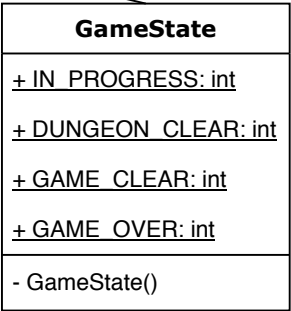 GameState
+ IN_PROGRESS: int
+ DUNGEON_CLEAR: int
+ GAME_CLEAR: int
+ GAME_OVER: int
- GameState()